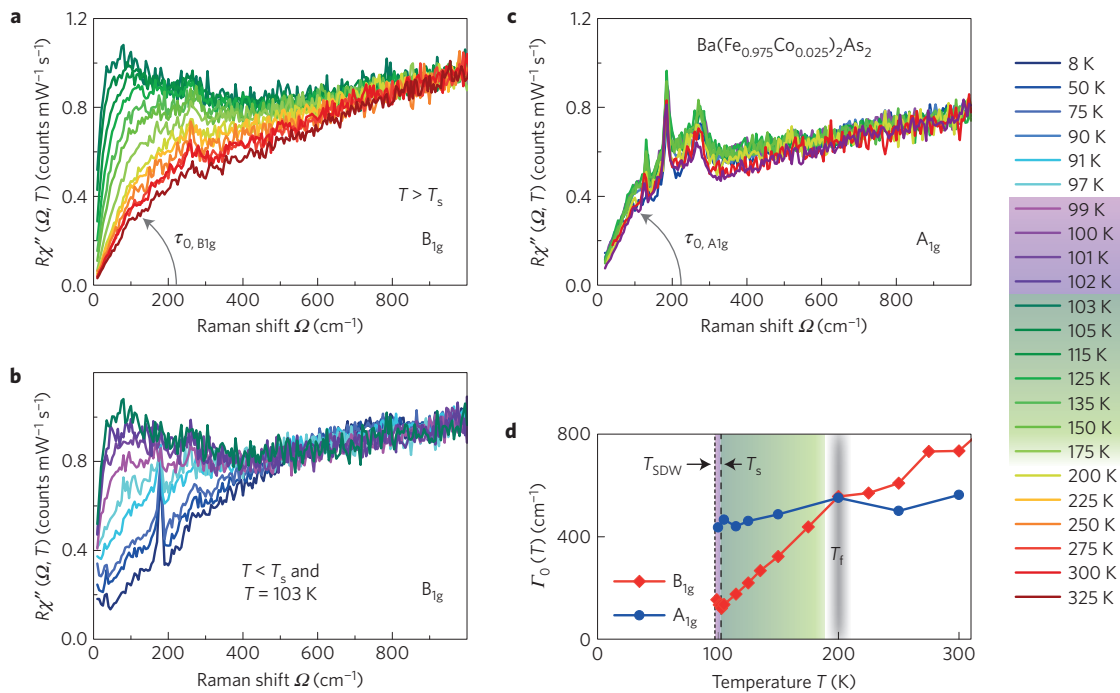 a
1.2
0.8
0.4
0.0
Rχ″ (Ω, T) (counts mW⁻¹ s⁻¹)
T > Tₛ
τ₀, B1g
B₁g
0
200
400
600
800
Raman shift Ω (cm⁻¹)
c
1.2
0.8
0.4
0.0
Rχ″ (Ω, T) (counts mW⁻¹ s⁻¹)
Ba(Fe₀.₉₇₅Co₀.₀₂₅)₂As₂
τ₀, A1g
A₁g
0
200
400
600
800
Raman shift Ω (cm⁻¹)
b
1.2
0.8
0.4
0.0
Rχ″ (Ω, T) (counts mW⁻¹ s⁻¹)
T < Tₛ and
T = 103 K
B₁g
0
200
400
600
800
Raman shift Ω (cm⁻¹)
d
800
400
0
Γ₀ (T) (cm⁻¹)
T_SDW
Tₛ
T_f
B₁g
A₁g
0
100
200
300
Temperature T (K)
8 K
50 K
75 K
90 K
91 K
97 K
99 K
100 K
101 K
102 K
103 K
105 K
115 K
125 K
135 K
150 K
175 K
200 K
225 K
250 K
275 K
300 K
325 K